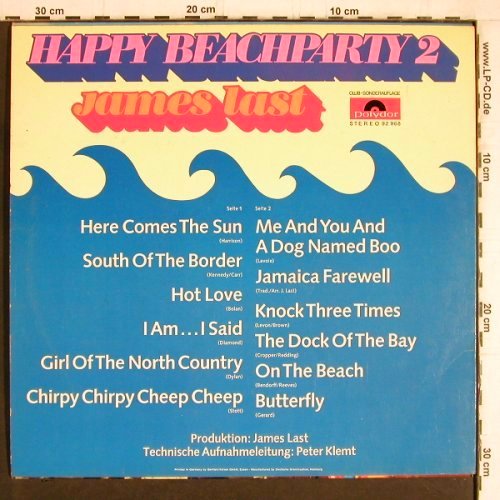 30 cm
20 cm
10 cm
www.LP-CD.com
10 cm
20 cm
30 cm
HAPPY BEACHPARTY 2
james last
CLUB-SONDERAUFLAGE
Polydor
STEREO 92 968
Seite 1
Here Comes The Sun
(Harrison)
South Of The Border
(Kennedy/Carr)
Hot Love
(Bolan)
I Am...I Said
(Diamond)
Girl Of The North Country
(Dylan)
Chirpy Chirpy Cheep Cheep
(Stott)
Seite 2
Me And You And
A Dog Named Boo
(Lavoie)
Jamaica Farewell
(Trad./Arr. J. Last)
Knock Three Times
(Levon/Brown)
The Dock Of The Bay
(Cropper/Redding)
On The Beach
(Bendorff/Reeves)
Butterfly
(Gerard)
Produktion: James Last
Technische Aufnahmeleitung: Peter Klemt